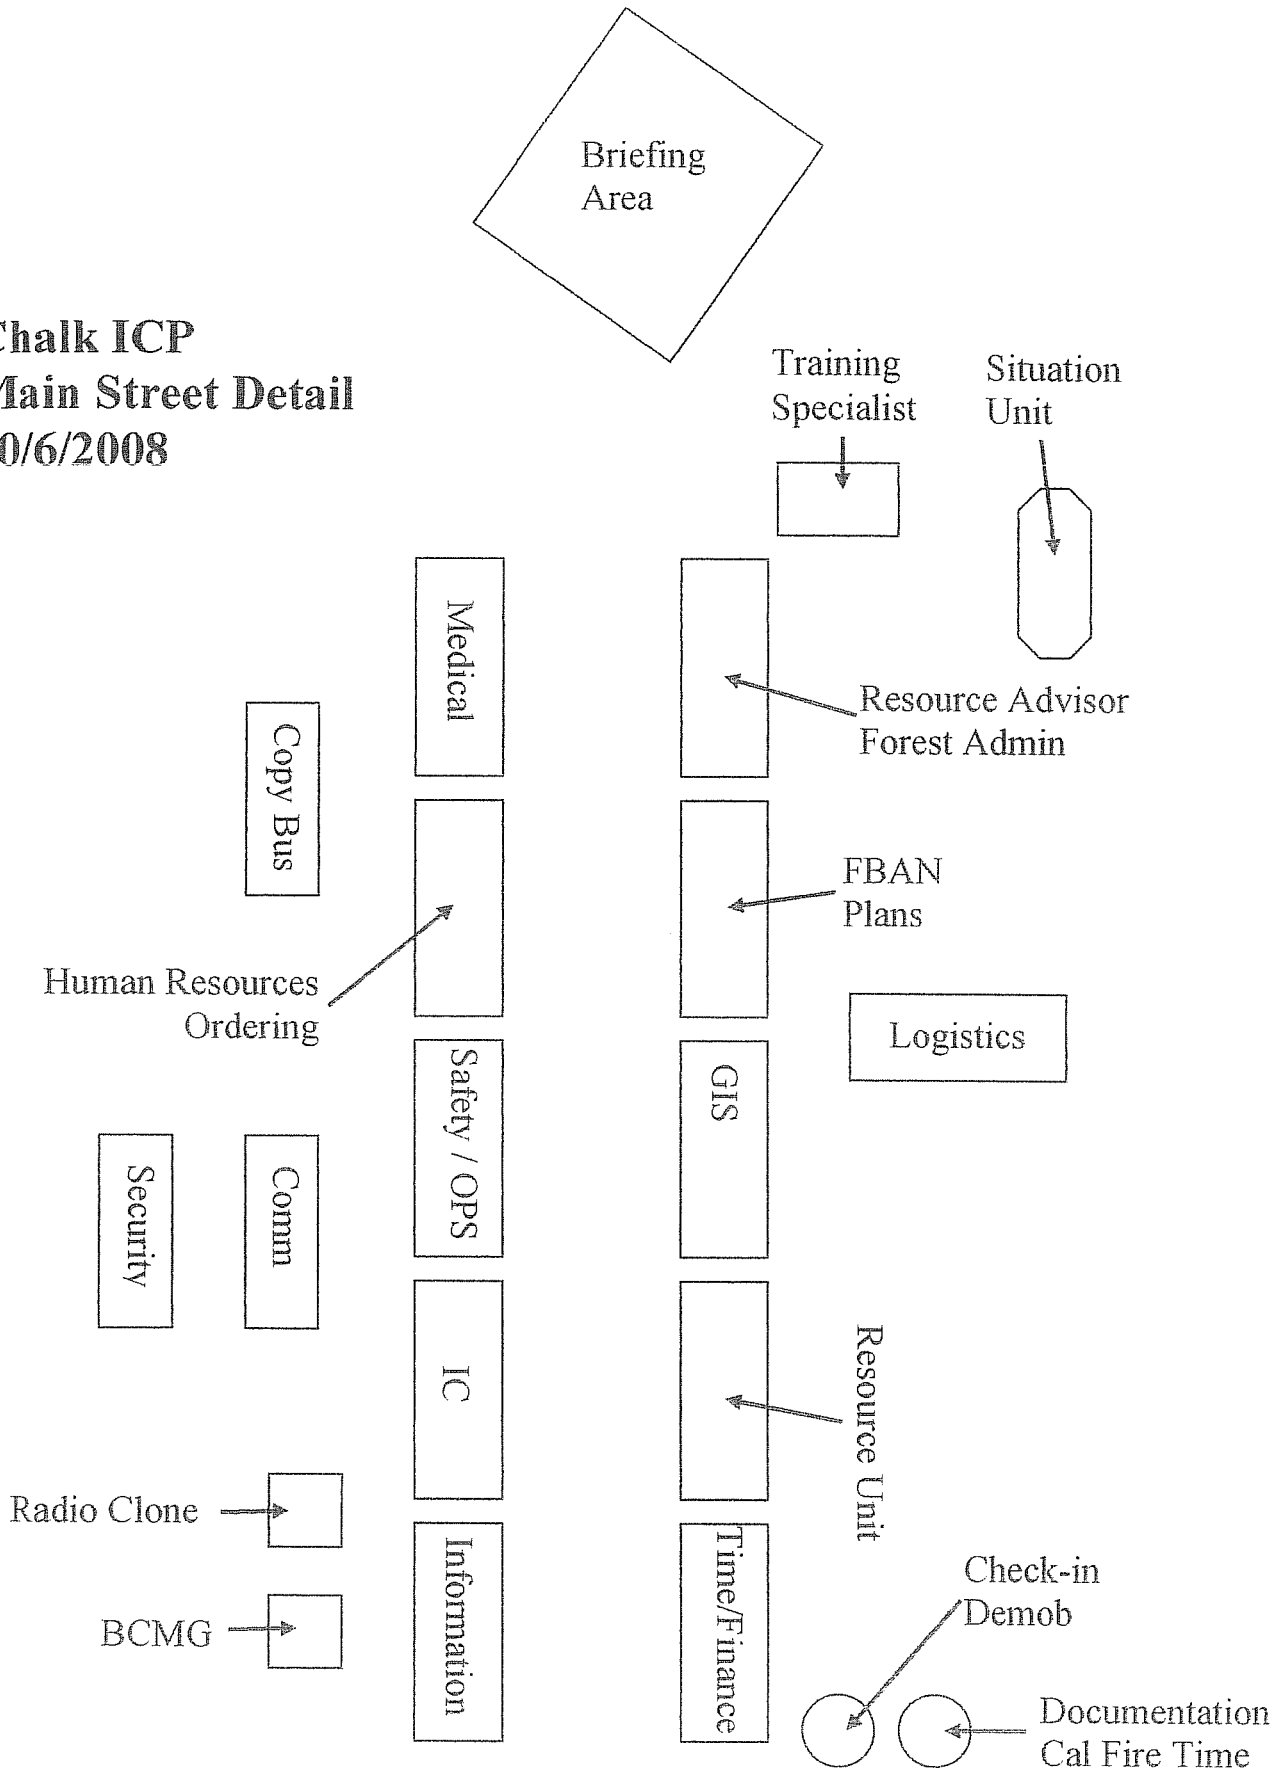 Briefing
Area
Chalk ICP
Main Street Detail
0/6/2008
Training
Specialist
Situation
Unit
Medical
Resource Advisor
Forest Admin
Copy Bus
FBAN
Plans
Human Resources
Ordering
Logistics
Safety / OPS
GIS
Security
Comm
IC
Resource Unit
Radio Clone
BCMG
Information
Time/Finance
Check-in
Demob
Documentation
Cal Fire Time